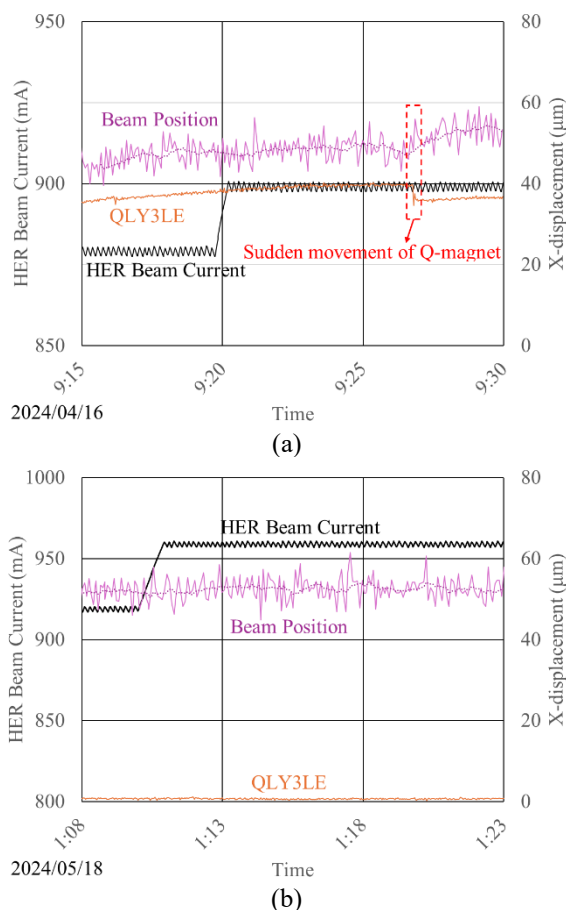 950
900
850
HER Beam Current (mA)
80
60
40
20
0
X-displacement (μm)
Beam Position
QLY3LE
HER Beam Current
Sudden movement of Q-magnet
9:15
9:20
9:25
9:30
2024/04/16
Time
(a)
1000
950
900
850
800
HER Beam Current (mA)
80
60
40
20
0
X-displacement (μm)
HER Beam Current
Beam Position
QLY3LE
1:08
1:13
1:18
1:23
2024/05/18
Time
(b)